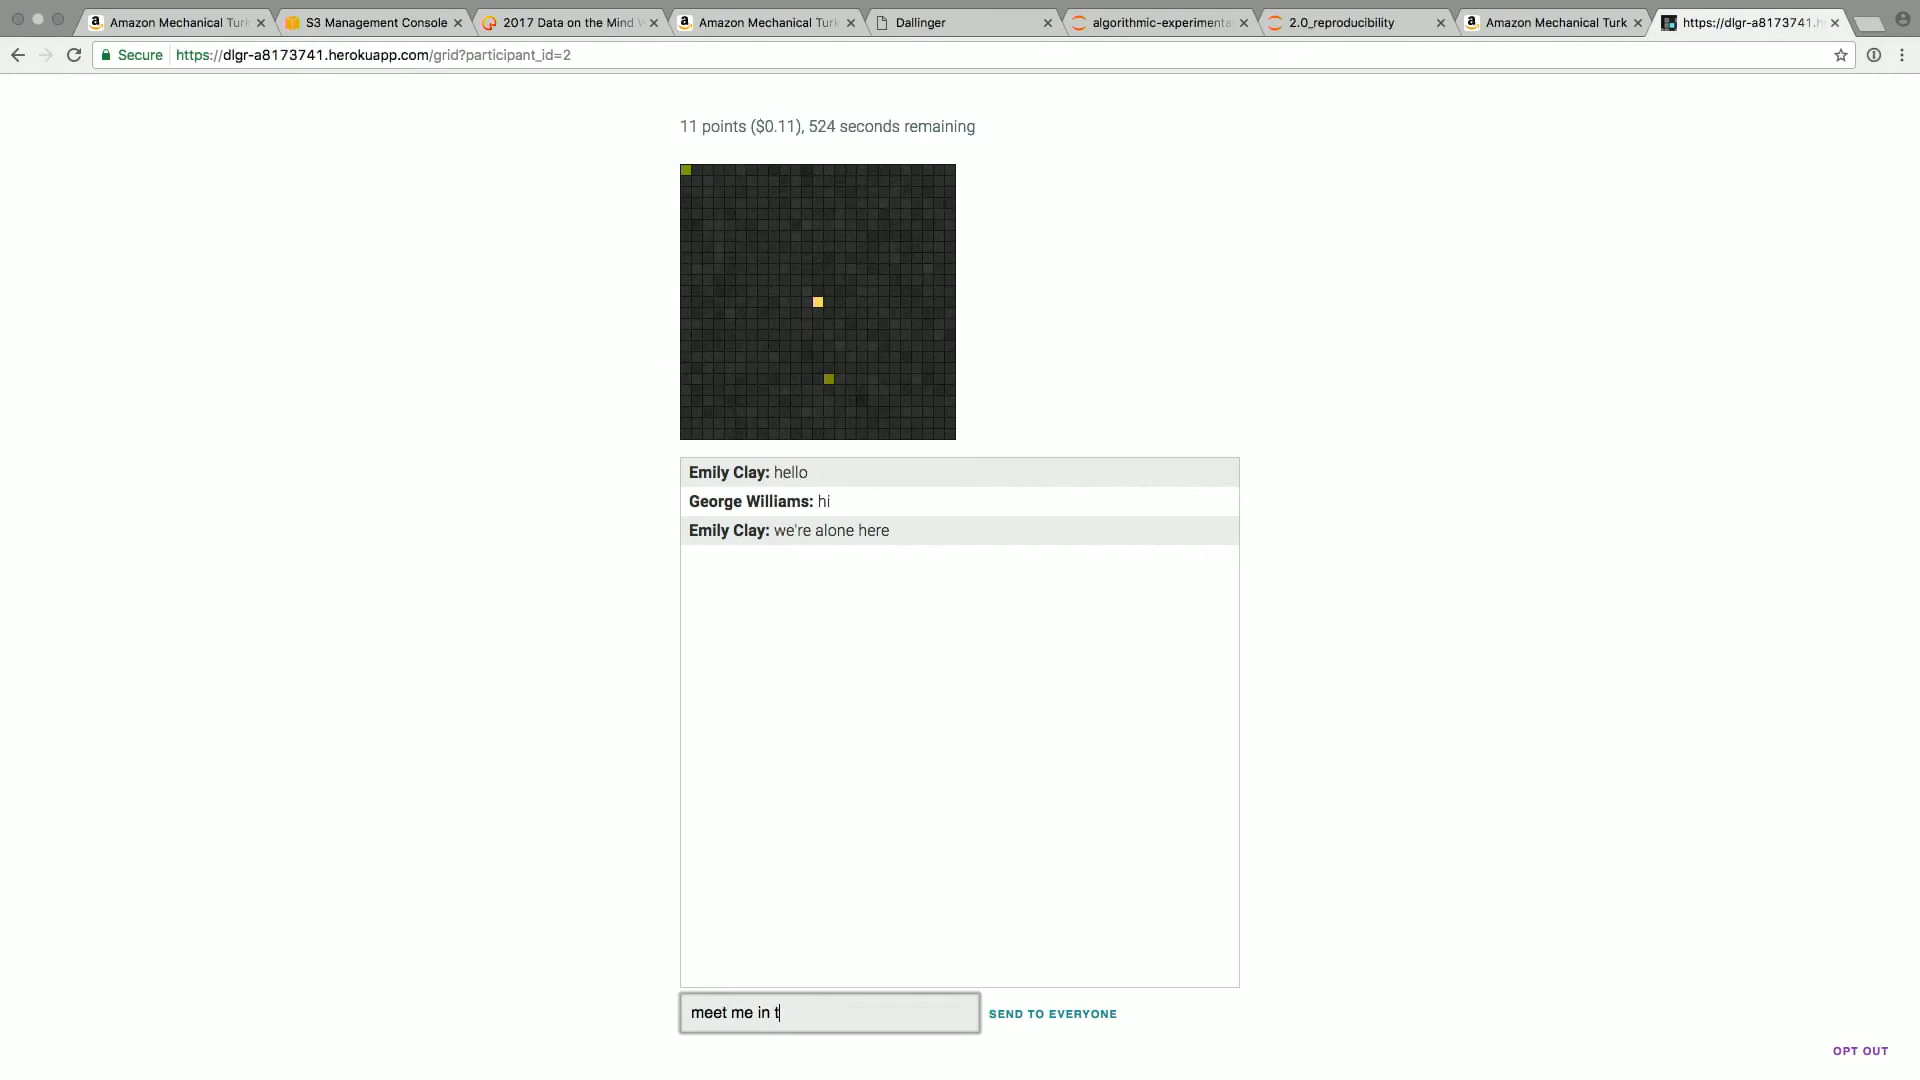 Amazon Mechanical Turk
S3 Management Console
2017 Data on the Mind W
Amazon Mechanical Turk
Dallinger
algorithmic-experimenta
2.0_reproducibility
Amazon Mechanical Turk
https://dlgr-a8173741.h
Secure
https://dlgr-a8173741.herokuapp.com/grid?participant_id=2
11 points ($0.11), 524 seconds remaining
Emily Clay: hello
George Williams: hi
Emily Clay: we're alone here
meet me in t
SEND TO EVERYONE
OPT OUT